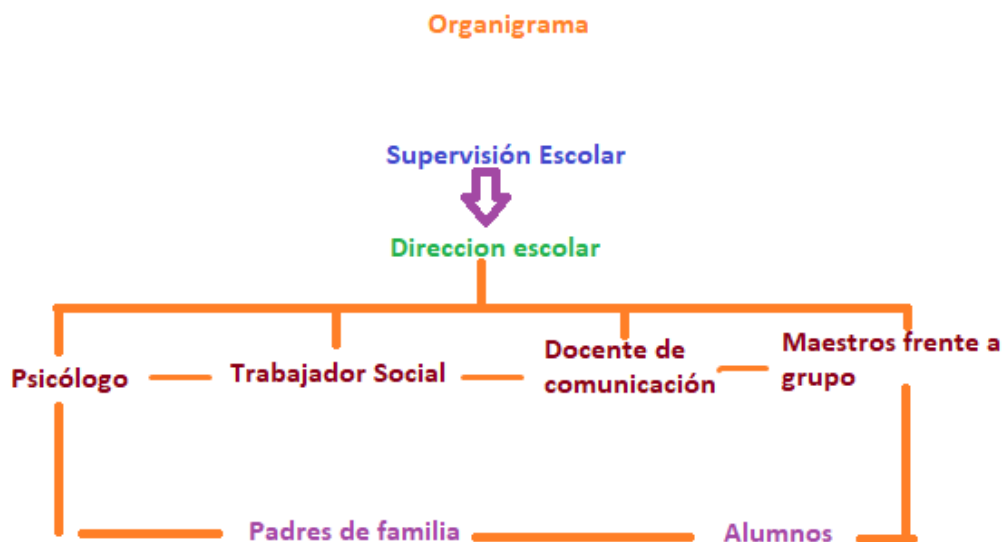 Organigrama
Supervisión Escolar
Direccion escolar
Psicólogo
Trabajador Social
Docente de
comunicación
Maestros frente a
grupo
Padres de familia
Alumnos